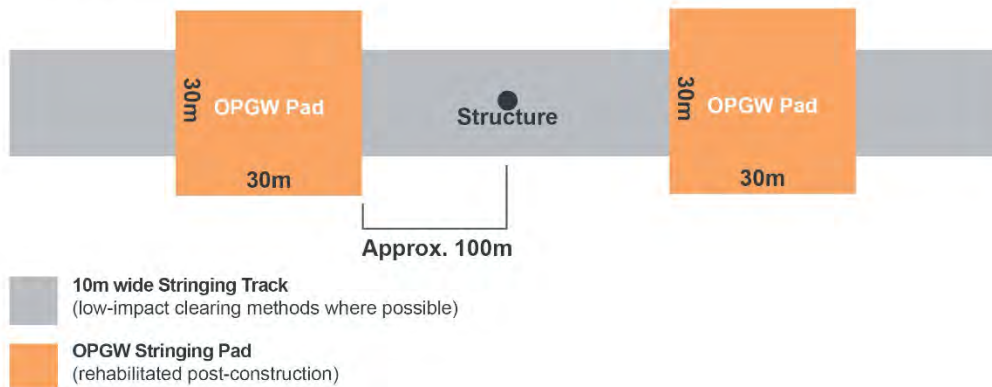 30m
OPGW Pad
30m
Structure
30m
OPGW Pad
30m
Approx. 100m
10m wide Stringing Track
(low-impact clearing methods where possible)
OPGW Stringing Pad
(rehabilitated post-construction)